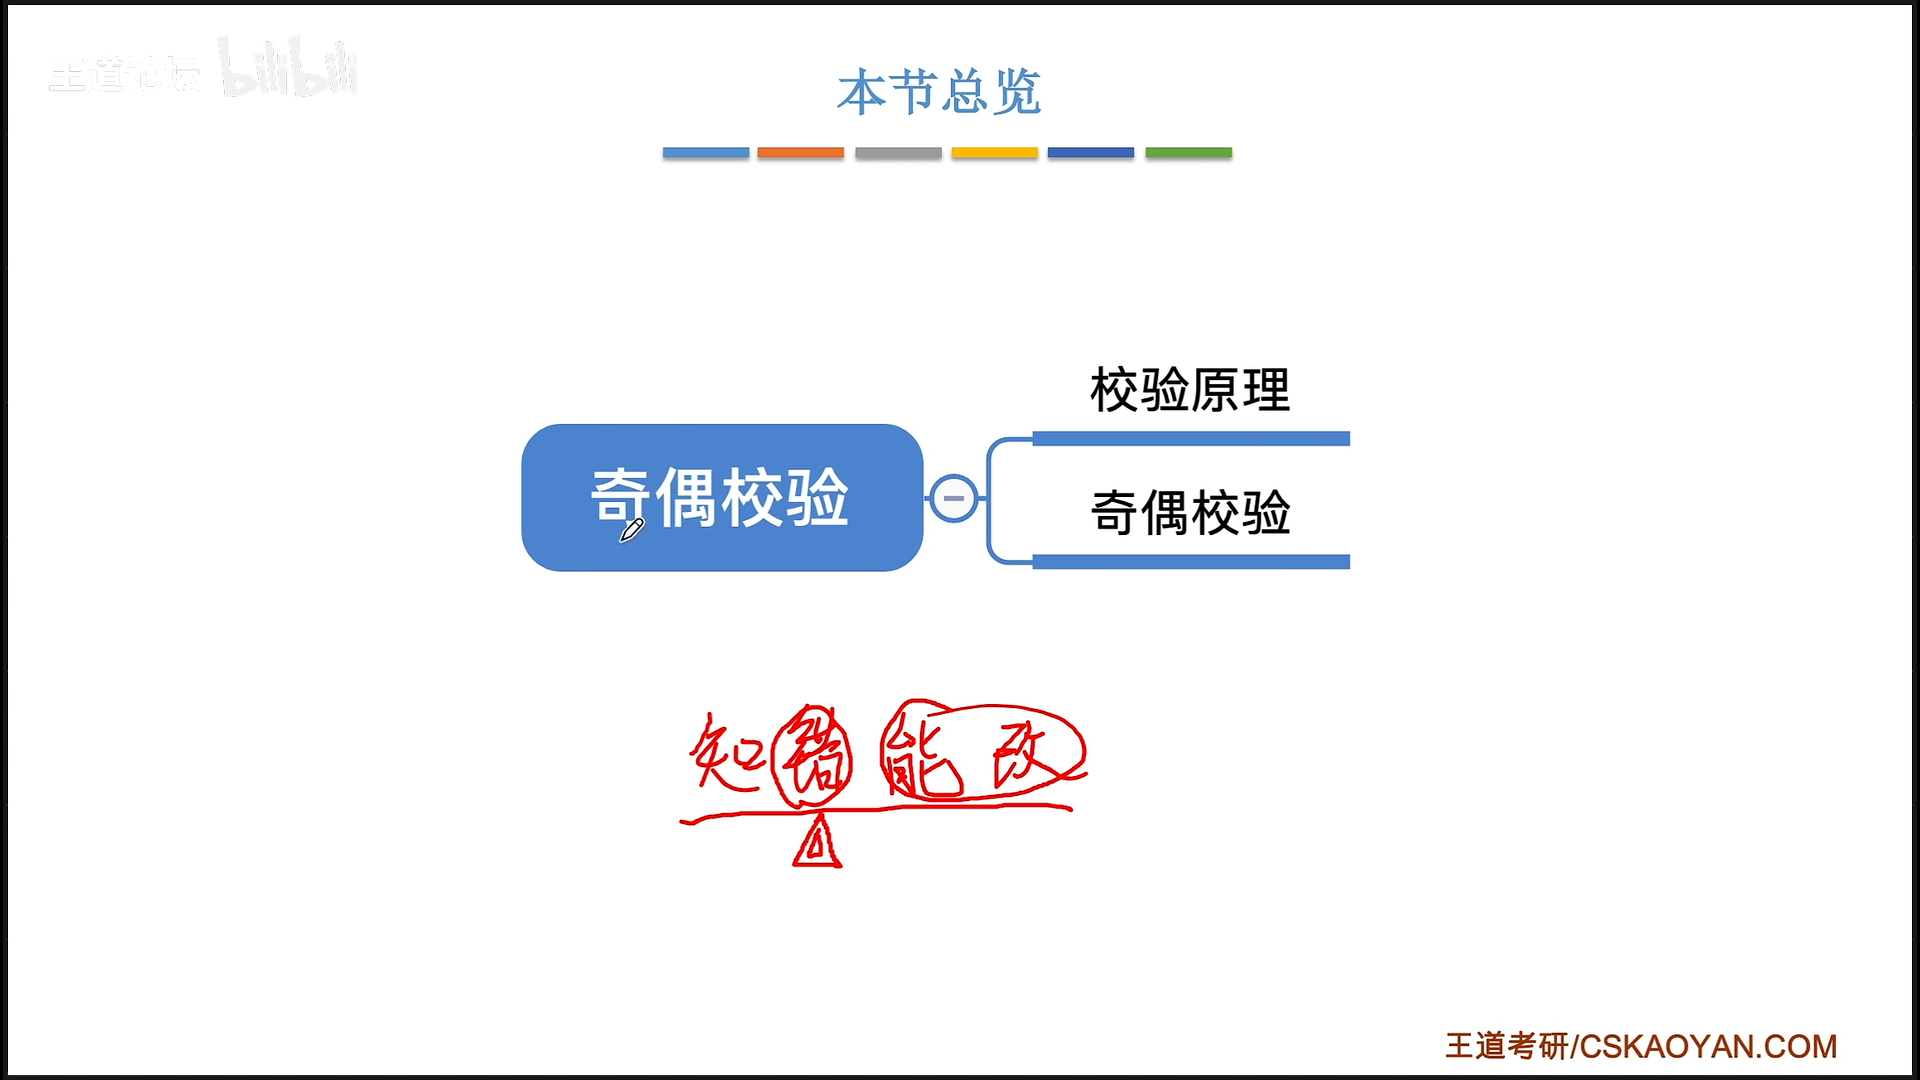 王道论坛 bilibili
本节总览
校验原理
奇偶校验
奇偶校验
知错能改
王道考研/CSKAOYAN.COM